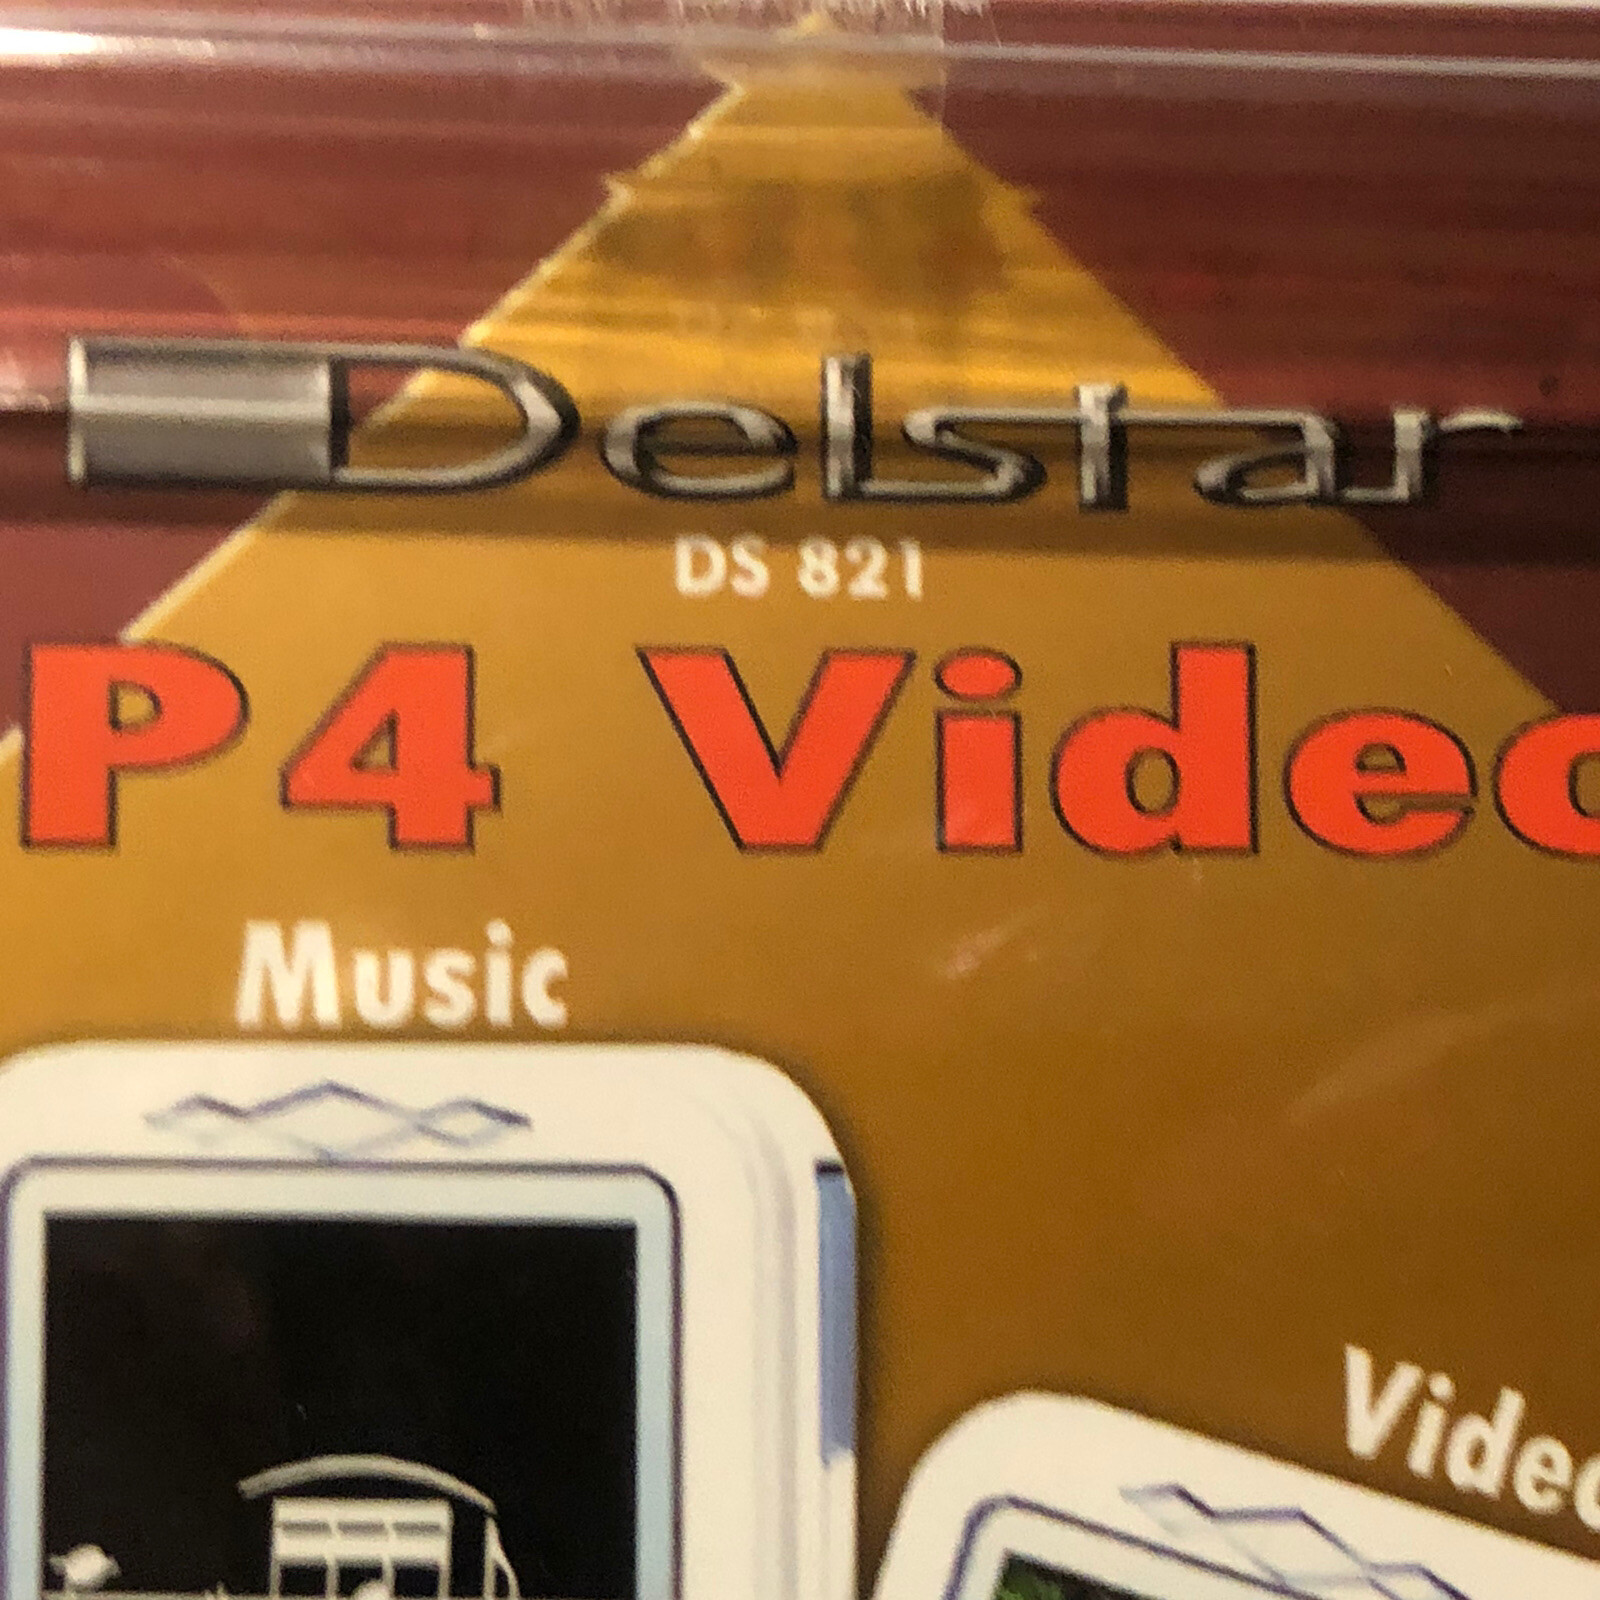 Delstar
DS 821
P4 Video
Music
Video